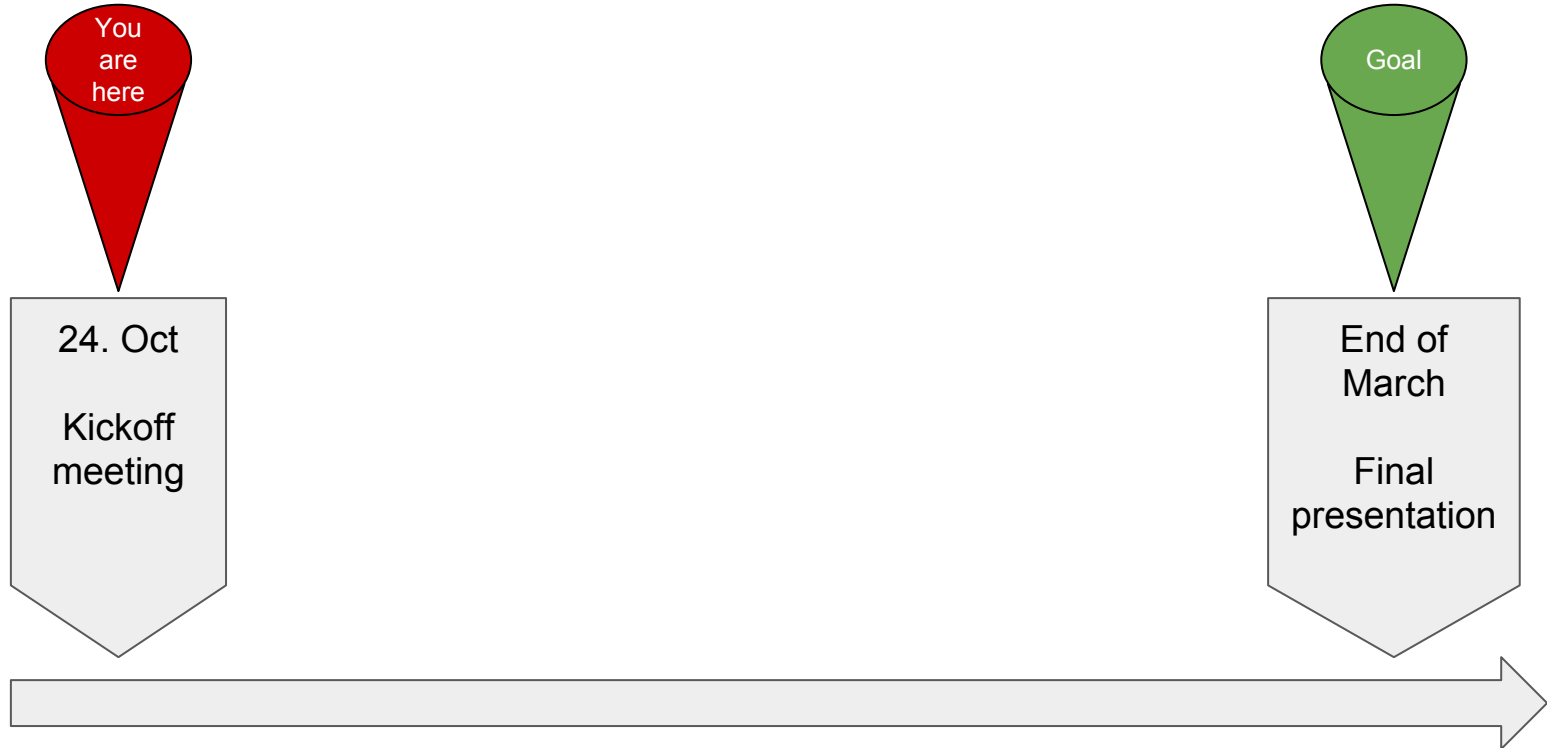 You
are
here
Goal
24. Oct
Kickoff
meeting
End of
March
Final
presentation